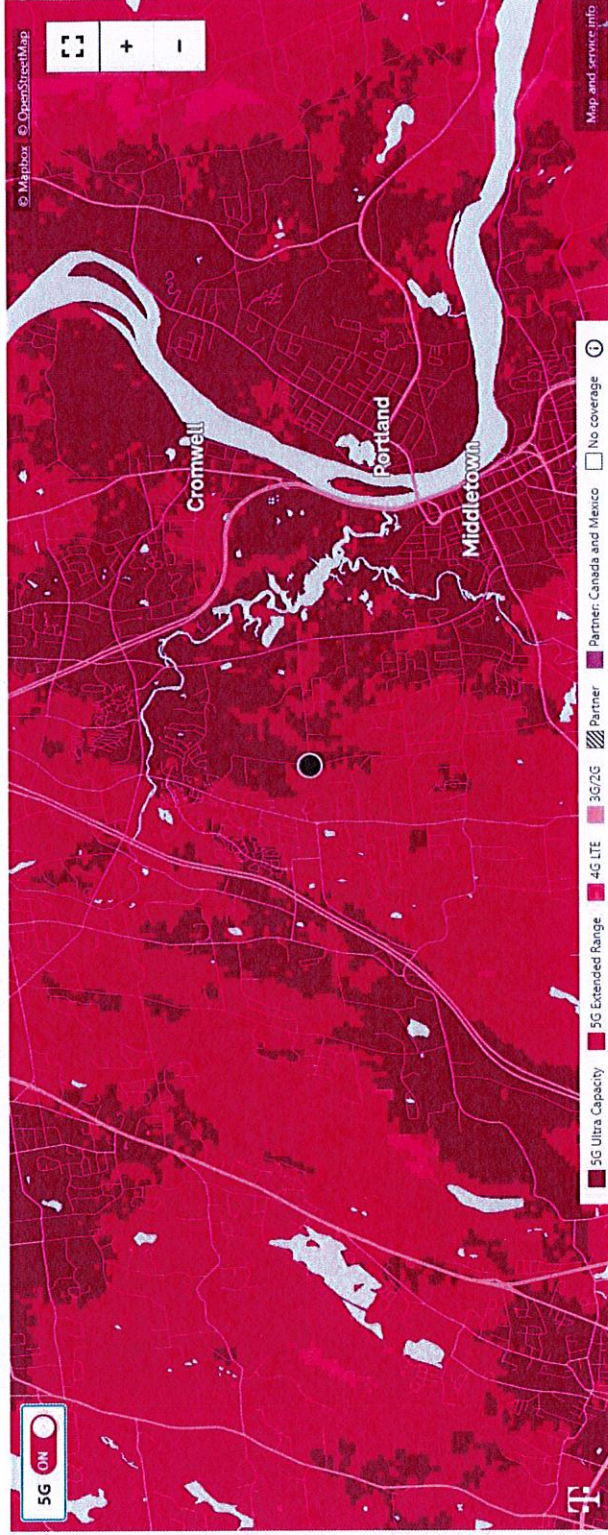 5G ON
© Mapbox © OpenStreetMap
+
−
Cromwell
Portland
Middletown
5G Ultra Capacity 5G Extended Range 4G LTE 3G/2G Partner Partner: Canada and Mexico No coverage i
T
Map and service info